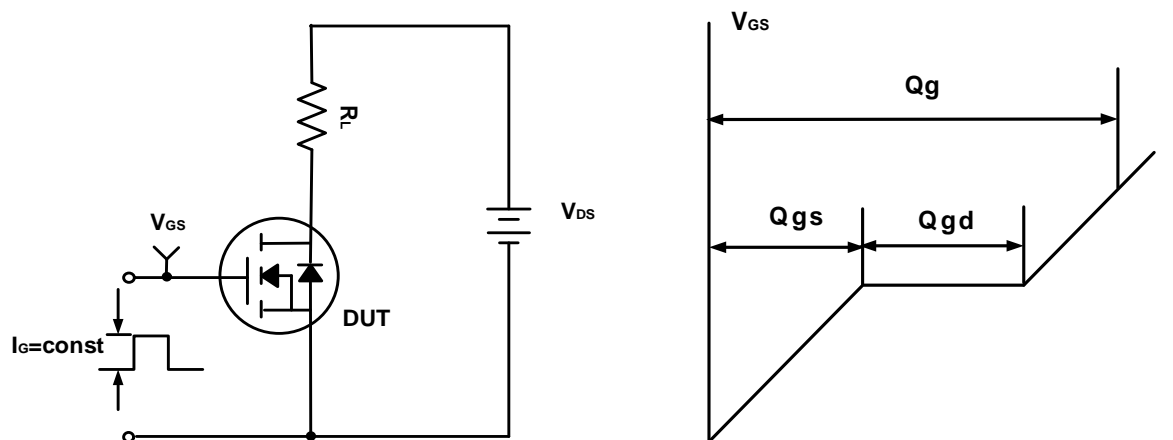 VGS
Qg
RL
VGS
VDS
Qgs
Qgd
DUT
IG=const